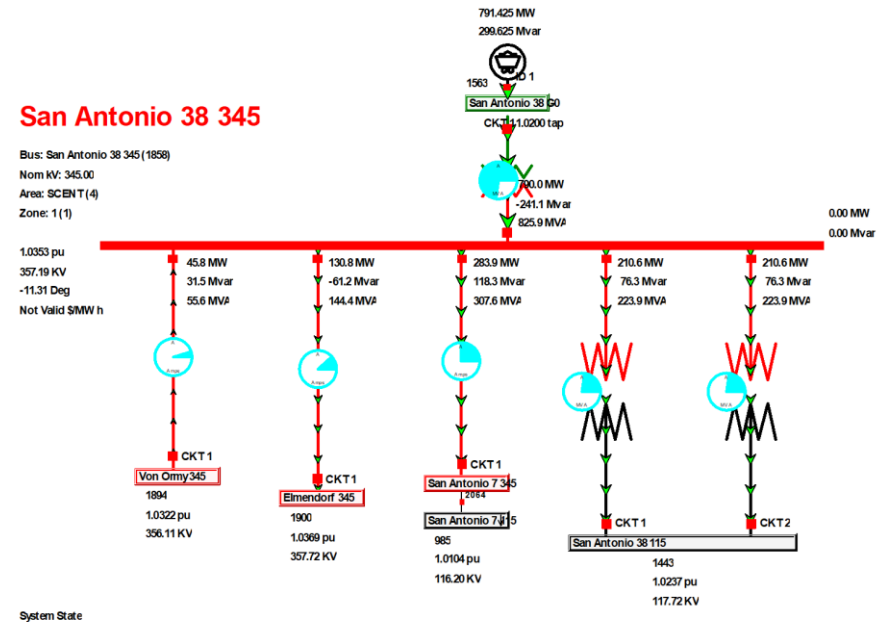 791.425 MW
299.625 Mvar
1563
ID 1
San Antonio 38 G0
CKT 1 1.0200 tap
San Antonio 38 345
Bus: San Antonio 38 345 (1858)
Nom kV: 345.00
Area: SCENT (4)
Zone: 1 (1)
790.0 MW
-241.1 Mvar
825.9 MVA
0.00 MW
0.00 Mvar
1.0353 pu
357.19 KV
-11.31 Deg
Not Valid $/MWh
45.8 MW
31.5 Mvar
55.6 MVA
130.8 MW
-61.2 Mvar
144.4 MVA
283.9 MW
118.3 Mvar
307.6 MVA
210.6 MW
76.3 Mvar
223.9 MVA
210.6 MW
76.3 Mvar
223.9 MVA
A
Amps
A
Amps
A
Amps
MVA
MVA
CKT 1
Von Ormy 345
1894
1.0322 pu
356.11 KV
CKT 1
Elmendorf 345
1900
1.0369 pu
357.72 KV
CKT 1
San Antonio 7 345
2064
San Antonio 7 115
985
1.0104 pu
116.20 KV
CKT 1
CKT 2
San Antonio 38 115
1443
1.0237 pu
117.72 KV
System State